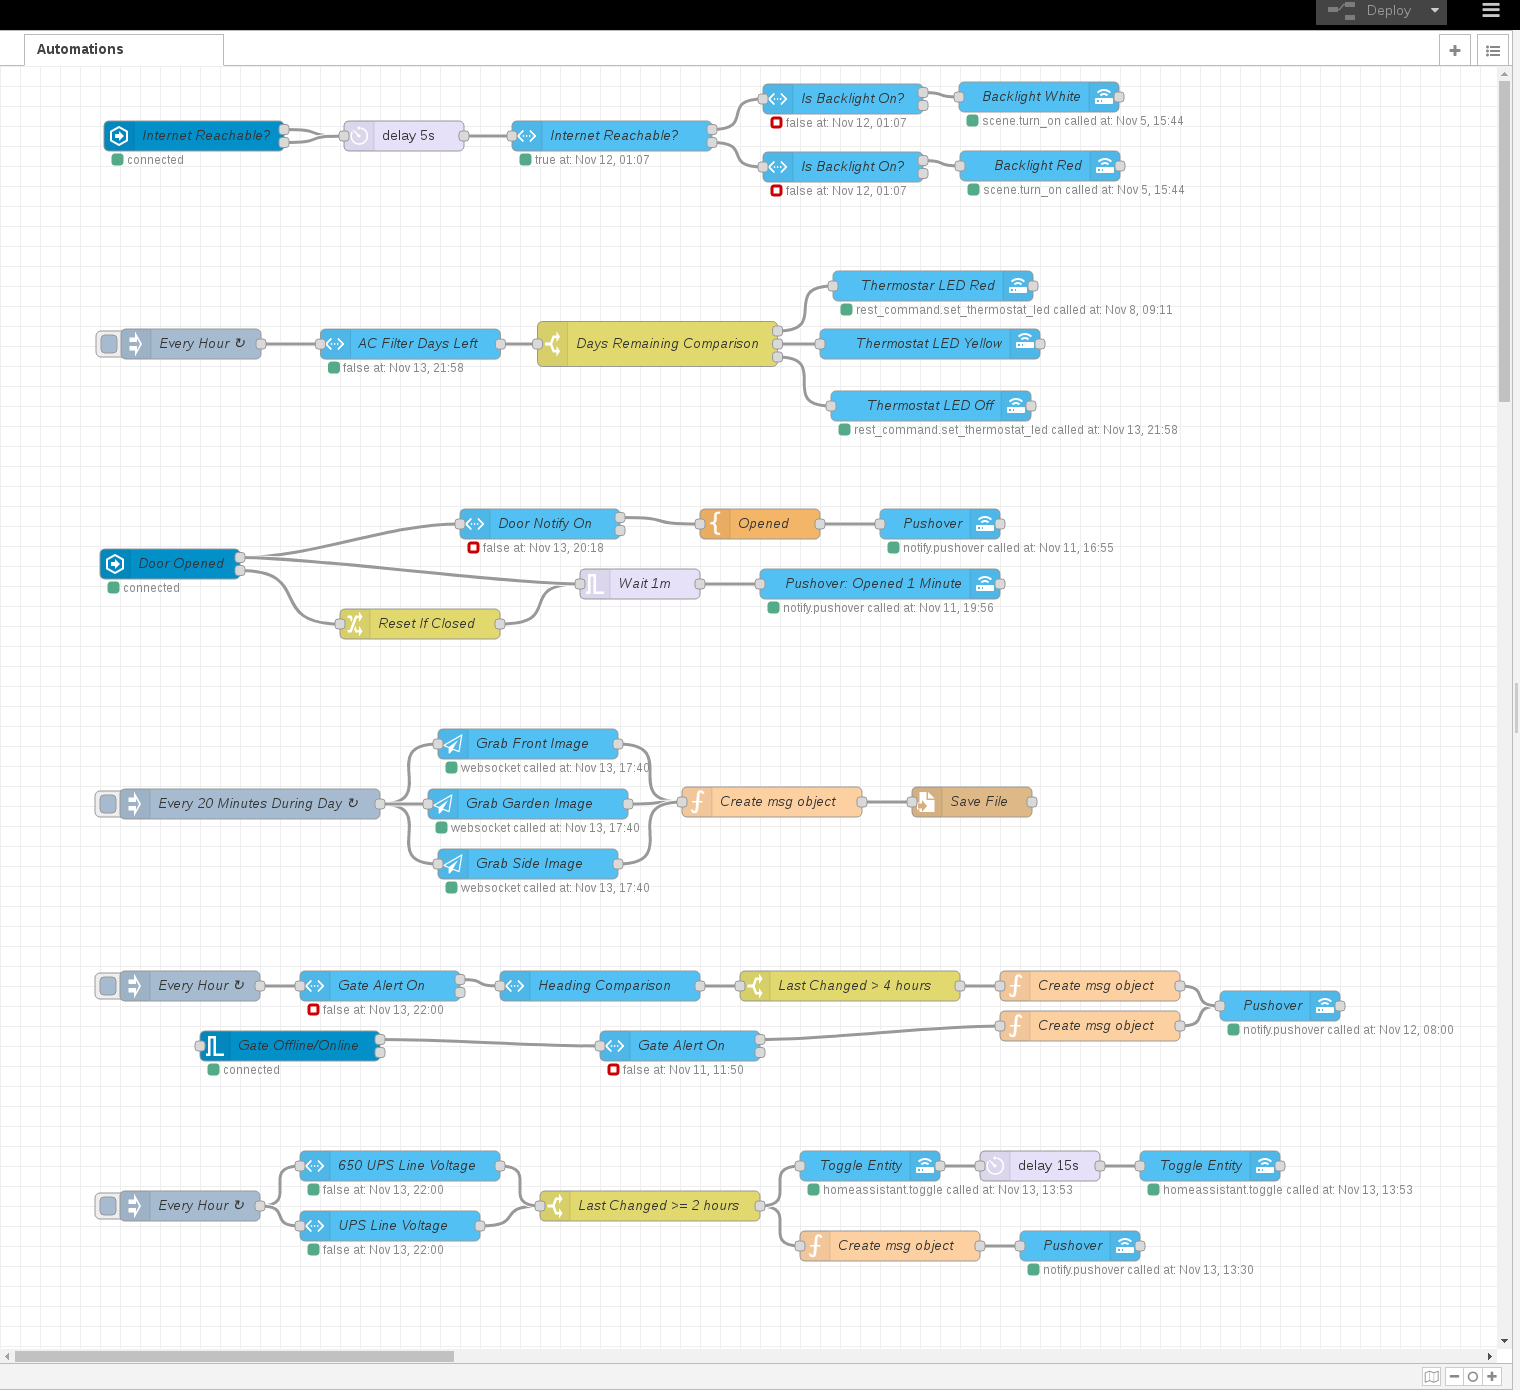 Deploy
Automations
Is Backlight On?
Backlight White
false at: Nov 12, 01:07
scene.turn_on called at: Nov 5, 15:44
Internet Reachable?
delay 5s
Internet Reachable?
connected
true at: Nov 12, 01:07
Is Backlight On?
Backlight Red
false at: Nov 12, 01:07
scene.turn_on called at: Nov 5, 15:44
Thermostar LED Red
rest_command.set_thermostat_led called at: Nov 8, 09:11
Every Hour ↻
AC Filter Days Left
Days Remaining Comparison
Thermostat LED Yellow
false at: Nov 13, 21:58
Thermostat LED Off
rest_command.set_thermostat_led called at: Nov 13, 21:58
Door Notify On
Opened
Pushover
false at: Nov 13, 20:18
notify.pushover called at: Nov 11, 16:55
Door Opened
connected
Wait 1m
Pushover: Opened 1 Minute
notify.pushover called at: Nov 11, 19:56
Reset If Closed
Grab Front Image
websocket called at: Nov 13, 17:40
Every 20 Minutes During Day ↻
Grab Garden Image
Create msg object
Save File
websocket called at: Nov 13, 17:40
Grab Side Image
websocket called at: Nov 13, 17:40
Every Hour ↻
Gate Alert On
Heading Comparison
Last Changed > 4 hours
Create msg object
false at: Nov 13, 22:00
Pushover
notify.pushover called at: Nov 12, 08:00
Gate Offline/Online
Gate Alert On
Create msg object
connected
false at: Nov 11, 11:50
650 UPS Line Voltage
Toggle Entity
delay 15s
Toggle Entity
false at: Nov 13, 22:00
homeassistant.toggle called at: Nov 13, 13:53
homeassistant.toggle called at: Nov 13, 13:53
Every Hour ↻
Last Changed >= 2 hours
UPS Line Voltage
false at: Nov 13, 22:00
Create msg object
Pushover
notify.pushover called at: Nov 13, 13:30